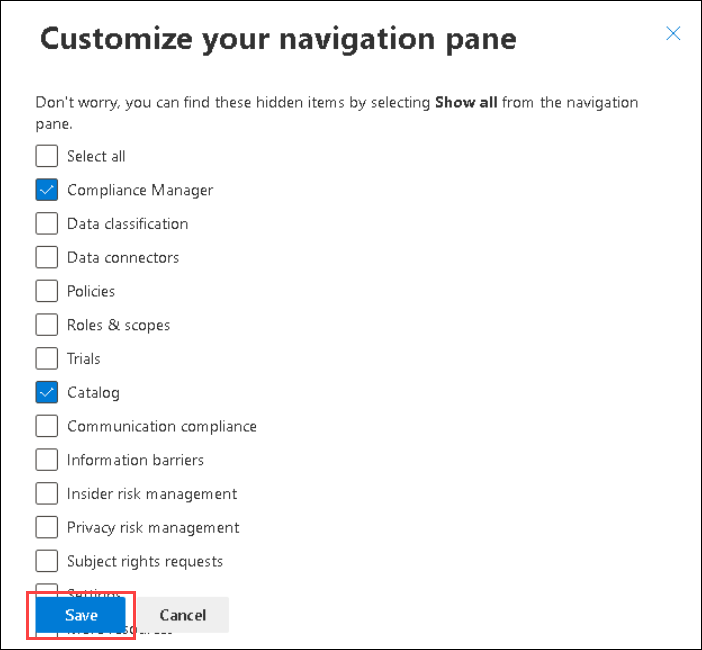 Customize your navigation pane
Don't worry, you can find these hidden items by selecting Show all from the navigation
pane.
Select all
Compliance Manager
Data classification
Data connectors
Policies
Roles & scopes
Trials
Catalog
Communication compliance
Information barriers
Insider risk management
Privacy risk management
Subject rights requests
Settings
Save Cancel